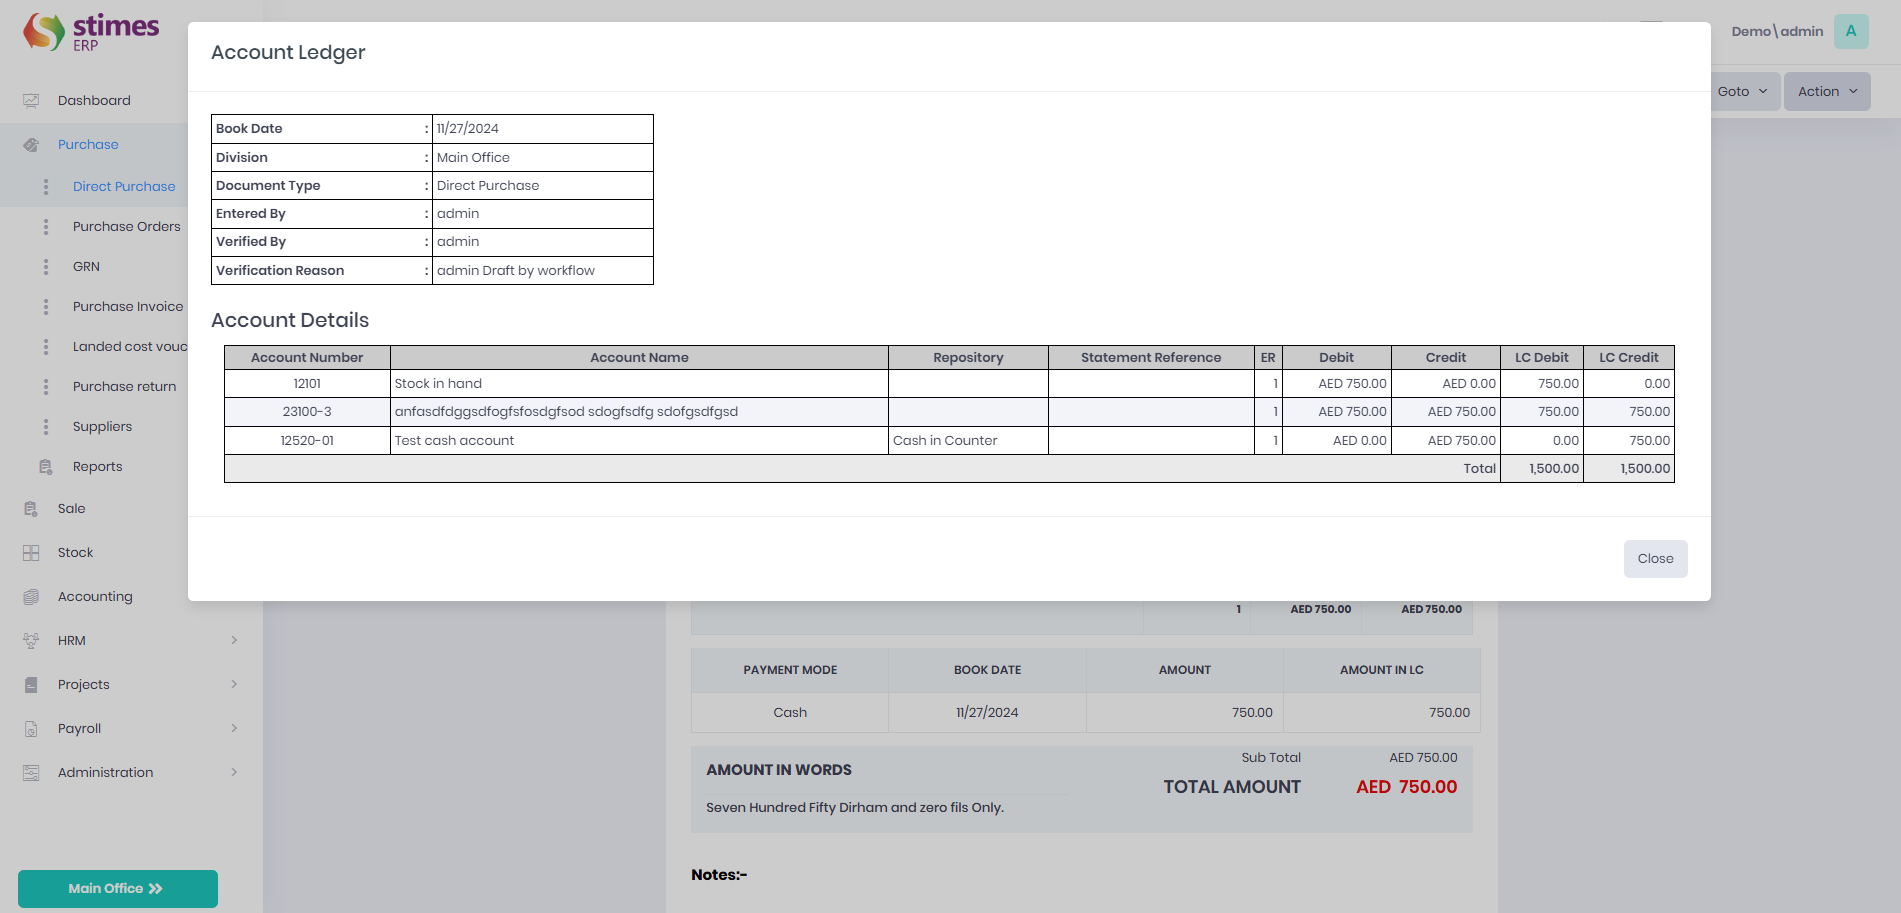 stimes
ERP
Demo\admin
A
Goto
Action
Dashboard
Purchase
Direct Purchase
Purchase Orders
GRN
Purchase Invoice
Landed cost vouc
Purchase return
Suppliers
Reports
Sale
Stock
Accounting
HRM
Projects
Payroll
Administration
Main Office
Account Ledger
Book Date : 11/27/2024
Division : Main Office
Document Type : Direct Purchase
Entered By : admin
Verified By : admin
Verification Reason : admin Draft by workflow
Account Details
Account Number Account Name Repository Statement Reference ER Debit Credit LC Debit LC Credit
12101 Stock in hand 1 AED 750.00 AED 0.00 750.00 0.00
23100-3 anfasdfdggsdfogfsfosdgfsod sdogfsdfg sdofgsdfgsd 1 AED 750.00 AED 750.00 750.00 750.00
12520-01 Test cash account Cash in Counter 1 AED 0.00 AED 750.00 0.00 750.00
Total 1,500.00 1,500.00
Close
1 AED 750.00 AED 750.00
PAYMENT MODE BOOK DATE AMOUNT AMOUNT IN LC
Cash 11/27/2024 750.00 750.00
Sub Total AED 750.00
AMOUNT IN WORDS
TOTAL AMOUNT AED 750.00
Seven Hundred Fifty Dirham and zero fils Only.
Notes:-